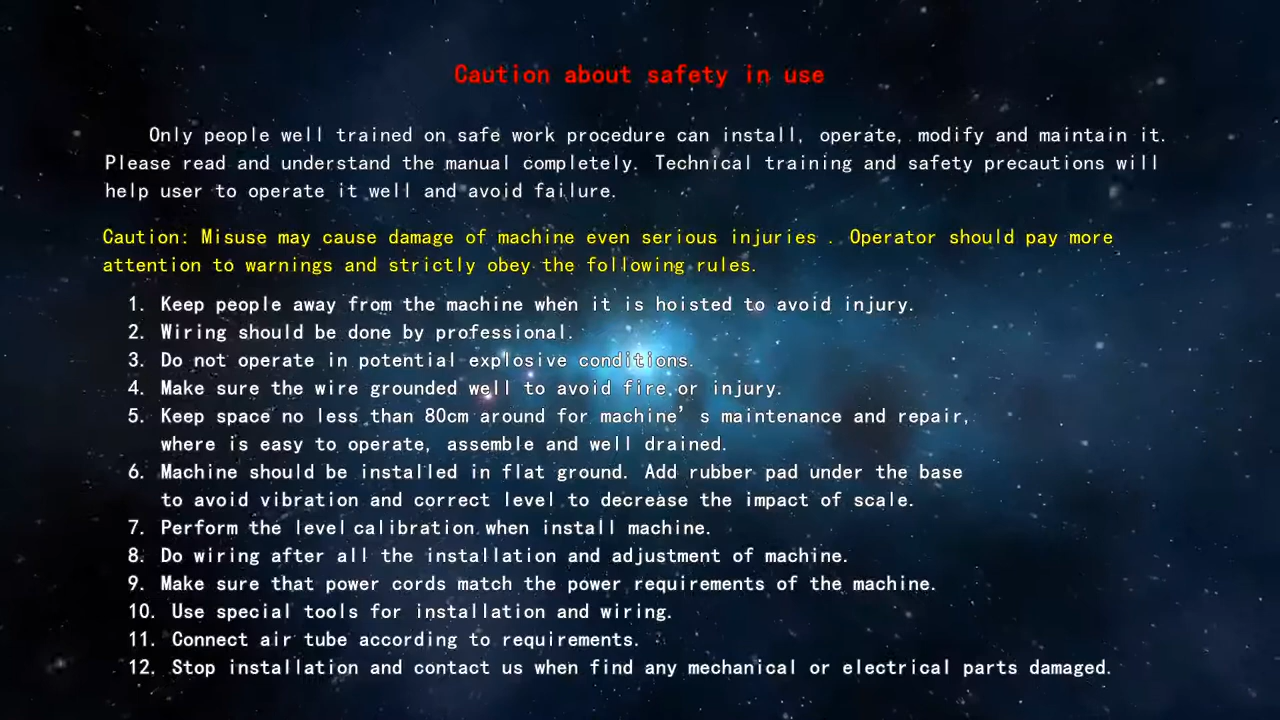 Caution about safety in use
Only people well trained on safe work procedure can install, operate, modify and maintain it.
Please read and understand the manual completely. Technical training and safety precautions will
help user to operate it well and avoid failure.
Caution: Misuse may cause damage of machine even serious injuries . Operator should pay more
attention to warnings and strictly obey the following rules.
1. Keep people away from the machine when it is hoisted to avoid injury.
2. Wiring should be done by professional.
3. Do not operate in potential explosive conditions.
4. Make sure the wire grounded well to avoid fire or injury.
5. Keep space no less than 80cm around for machine’s maintenance and repair,
where is easy to operate, assemble and well drained.
6. Machine should be installed in flat ground. Add rubber pad under the base
to avoid vibration and correct level to decrease the impact of scale.
7. Perform the level calibration when install machine.
8. Do wiring after all the installation and adjustment of machine.
9. Make sure that power cords match the power requirements of the machine.
10. Use special tools for installation and wiring.
11. Connect air tube according to requirements.
12. Stop installation and contact us when find any mechanical or electrical parts damaged.